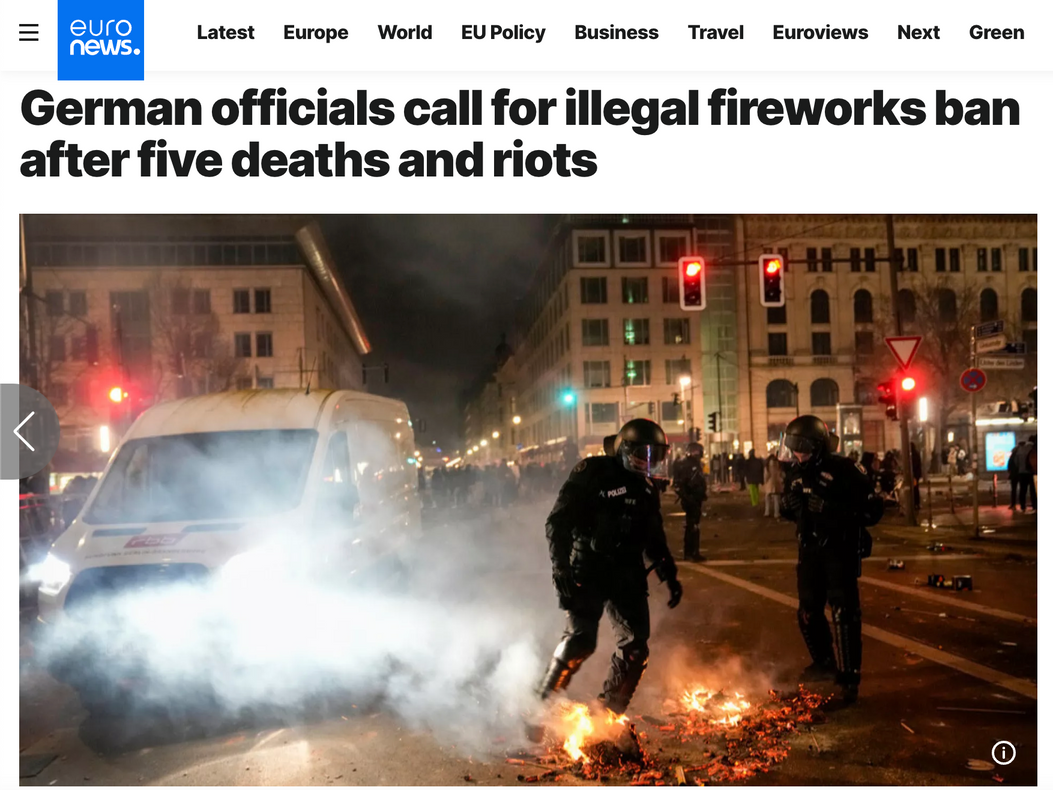 euro
news.
Latest Europe World EU Policy Business Travel Euroviews Next Green
German officials call for illegal fireworks ban
after five deaths and riots
POLIZEI
rbb